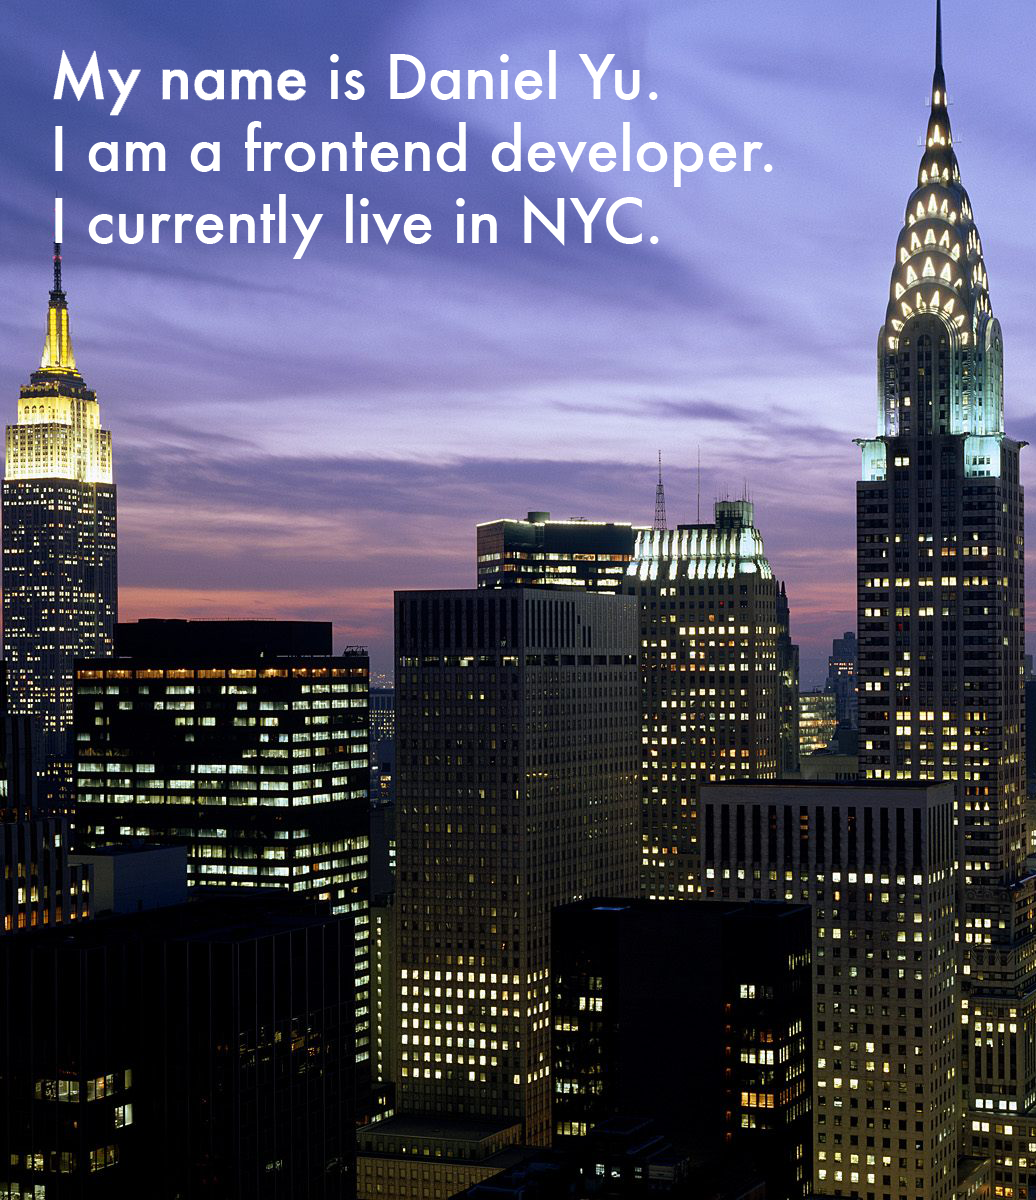 My name is Daniel Yu.
I am a frontend developer.
I currently live in NYC.